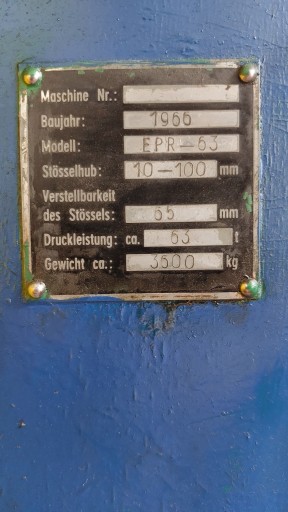 Maschine Nr.:
Baujahr: 1966
Modell: EPR-63
Stösselhub: 10-100 mm
Verstellbarkeit
des Stössels: 65 mm
Druckleistung: ca. 63 t
Gewicht ca.: 3500 kg